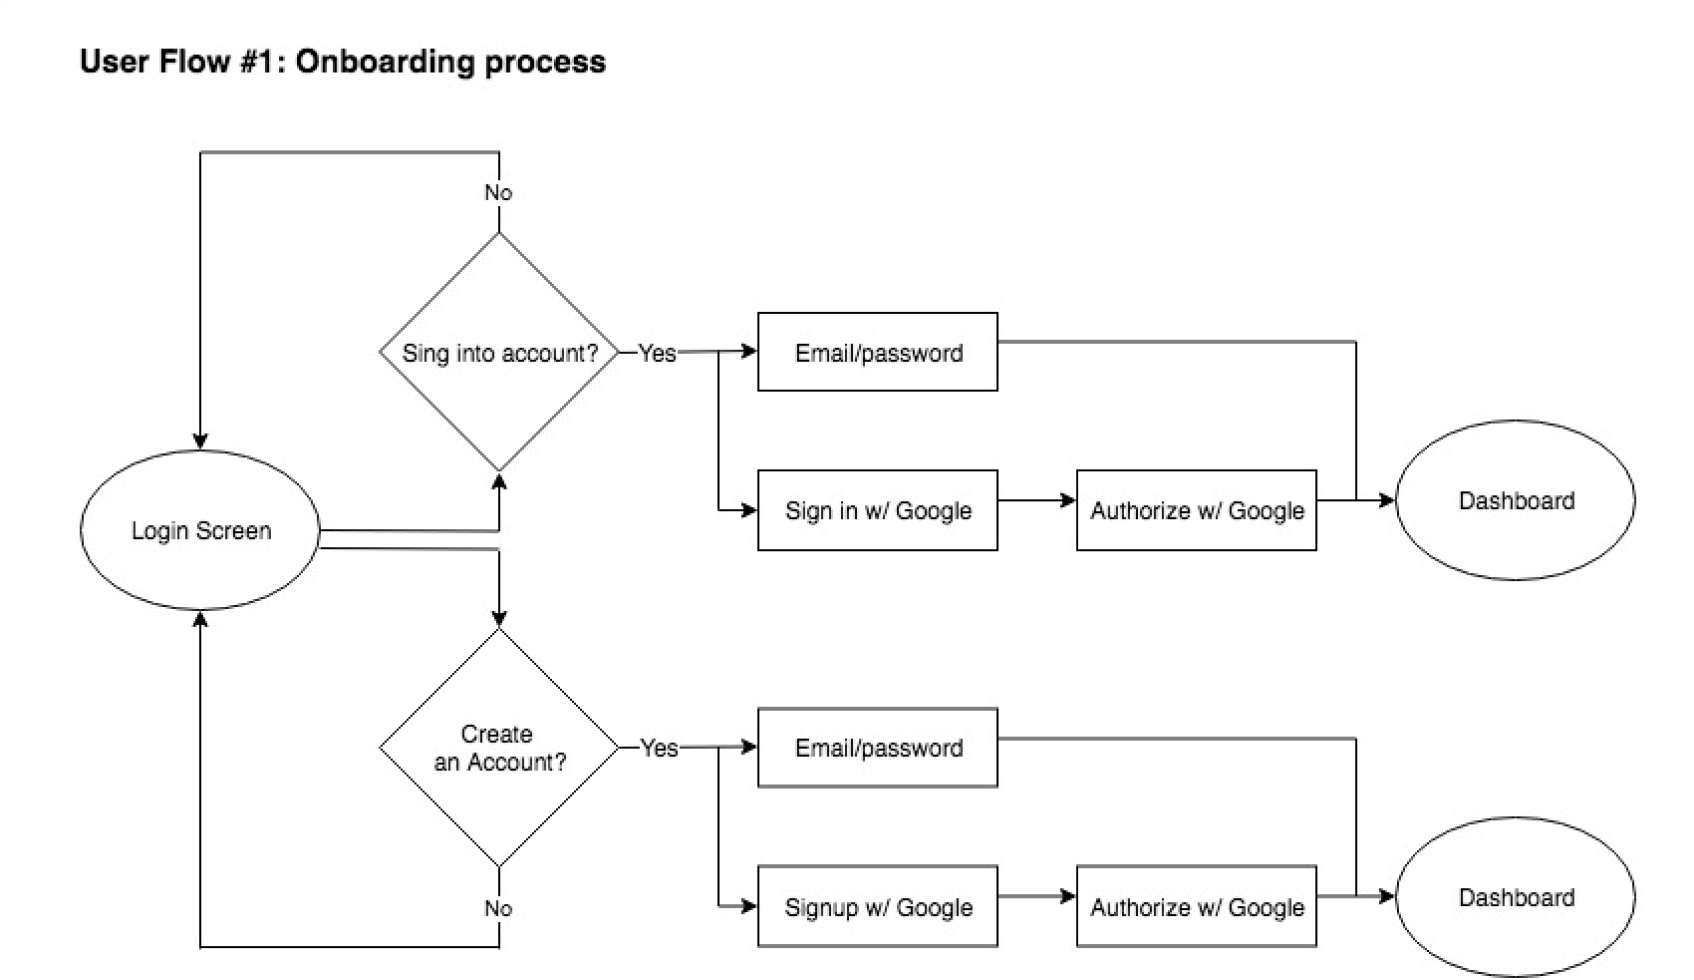 User Flow #1: Onboarding process
No
Sing into account?
Yes
Email/password
Sign in w/ Google
Authorize w/ Google
Dashboard
Login Screen
Create
an Account?
Yes
Email/password
Signup w/ Google
Authorize w/ Google
Dashboard
No